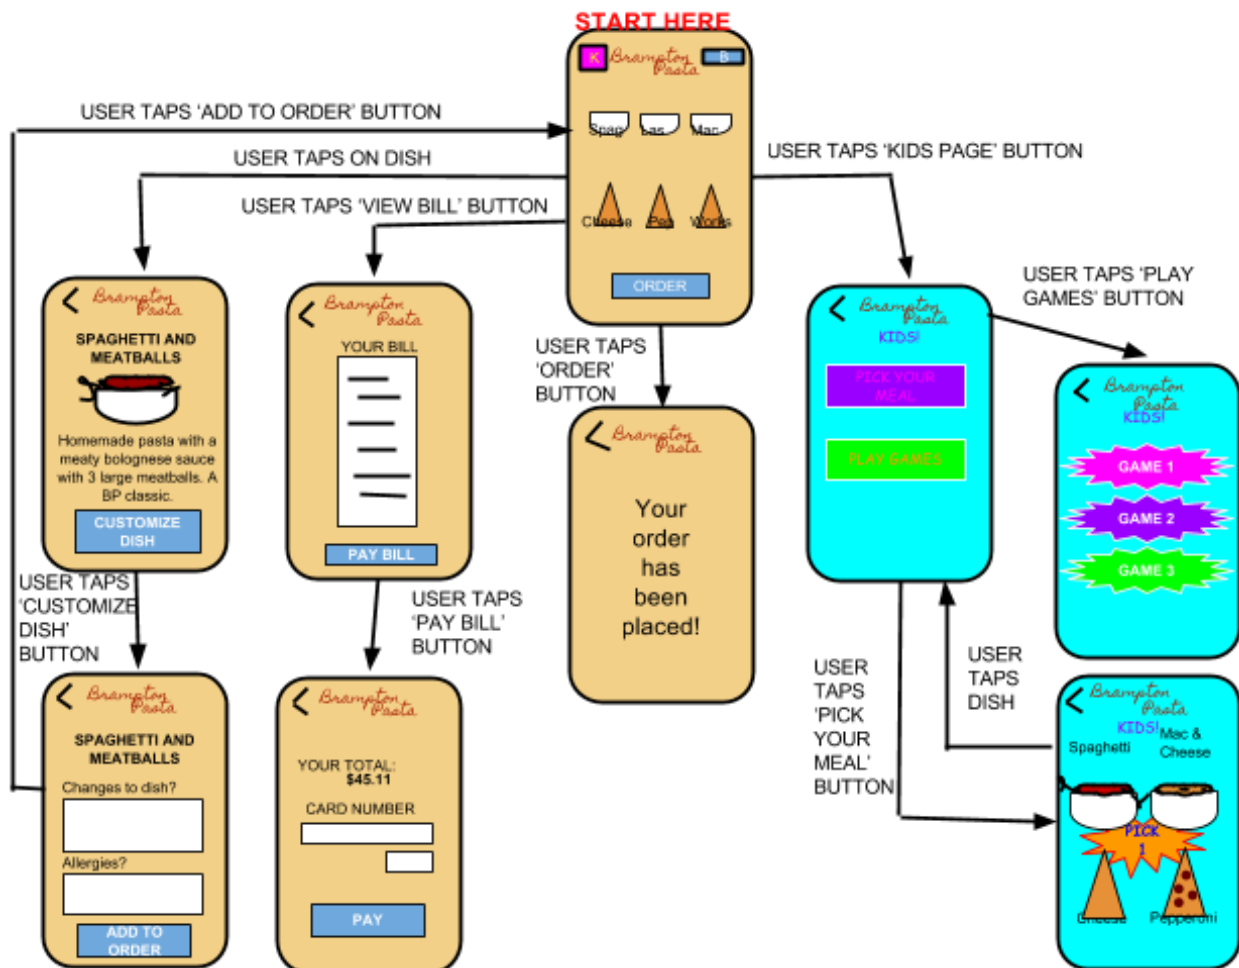 START HERE
K
Brampton
Pasta
B
Spag
Las
Mac
Cheese
Pep
Works
ORDER
USER TAPS ‘ADD TO ORDER’ BUTTON
USER TAPS ON DISH
USER TAPS ‘VIEW BILL’ BUTTON
USER TAPS ‘KIDS PAGE’ BUTTON
USER TAPS ‘PLAY
GAMES’ BUTTON
USER TAPS
‘ORDER’
BUTTON
Brampton
Pasta
SPAGHETTI AND
MEATBALLS
Homemade pasta with a
meaty bolognese sauce
with 3 large meatballs. A
BP classic.
CUSTOMIZE
DISH
Brampton
Pasta
YOUR BILL
PAY BILL
Brampton
Pasta
Your
order
has
been
placed!
Brampton
Pasta
KIDS!
PICK YOUR
MEAL
PLAY GAMES
Brampton
Pasta
KIDS!
GAME 1
GAME 2
GAME 3
USER TAPS
‘CUSTOMIZE
DISH’
BUTTON
USER TAPS
‘PAY BILL’
BUTTON
USER
TAPS
‘PICK
YOUR
MEAL’
BUTTON
USER
TAPS
DISH
Brampton
Pasta
SPAGHETTI AND
MEATBALLS
Changes to dish?
Allergies?
ADD TO
ORDER
Brampton
Pasta
YOUR TOTAL:
$45.11
CARD NUMBER
PAY
Brampton
Pasta
KIDS!
Spaghetti
Mac &
Cheese
PICK
1
Cheese
Pepperoni